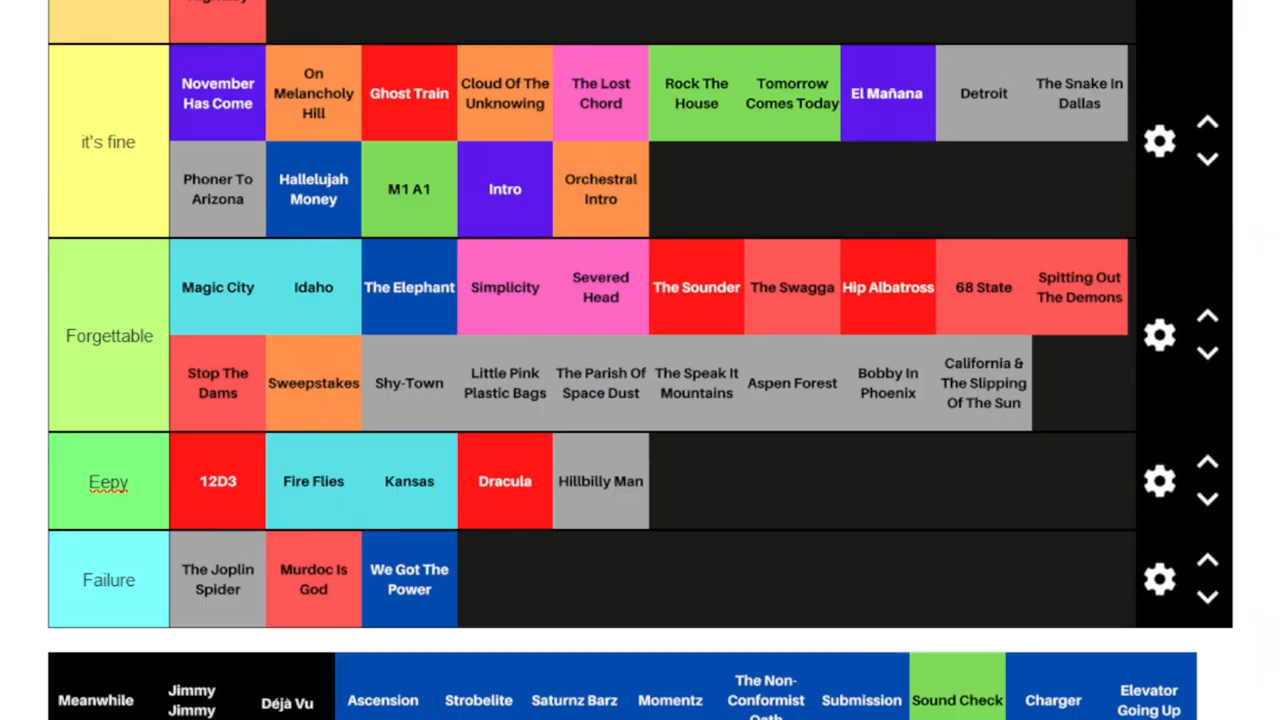 Highway
it's fine
November
Has Come
On
Melancholy
Hill
Ghost Train
Cloud Of The
Unknowing
The Lost
Chord
Rock The
House
Tomorrow
Comes Today
El Mañana
Detroit
The Snake In
Dallas
Phoner To
Arizona
Hallelujah
Money
M1 A1
Intro
Orchestral
Intro
Forgettable
Magic City
Idaho
The Elephant
Simplicity
Severed
Head
The Sounder
The Swagga
Hip Albatross
68 State
Spitting Out
The Demons
Stop The
Dams
Sweepstakes
Shy-Town
Little Pink
Plastic Bags
The Parish Of
Space Dust
The Speak It
Mountains
Aspen Forest
Bobby In
Phoenix
California &
The Slipping
Of The Sun
Eepy
12D3
Fire Flies
Kansas
Dracula
Hillbilly Man
Failure
The Joplin
Spider
Murdoc Is
God
We Got The
Power
Meanwhile
Jimmy
Jimmy
Déjà Vu
Ascension
Strobelite
Saturnz Barz
Momentz
The Non-
Conformist
Oath
Submission
Sound Check
Charger
Elevator
Going Up